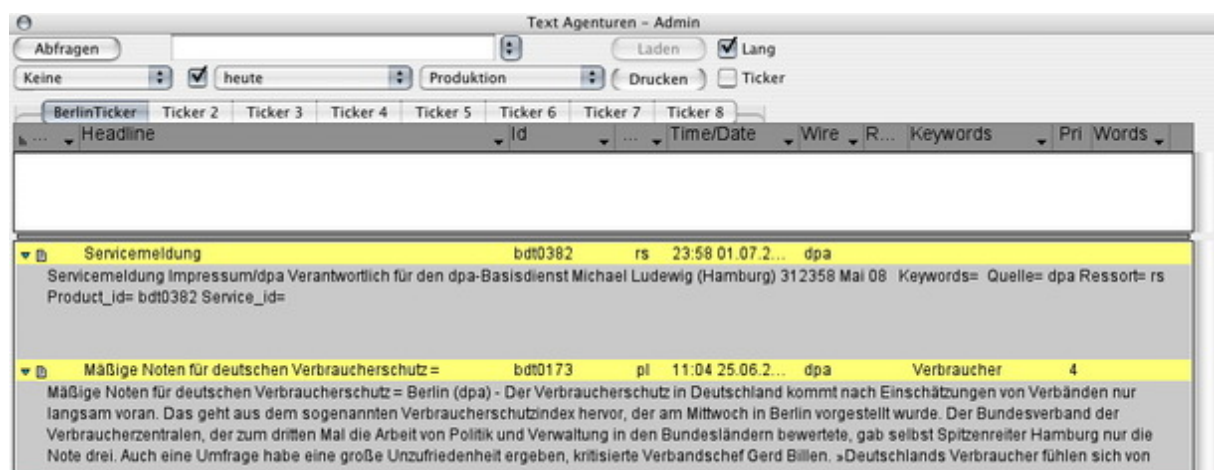 Text Agenturen – Admin
Abfragen Laden Lang
Keine heute Produktion Drucken Ticker
BerlinTicker Ticker 2 Ticker 3 Ticker 4 Ticker 5 Ticker 6 Ticker 7 Ticker 8
... Headline Id ... Time/Date Wire R... Keywords Pri Words
Servicemeldung bdt0382 rs 23:58 01.07.2... dpa
Servicemeldung Impressum/dpa Verantwortlich für den dpa-Basisdienst Michael Ludewig (Hamburg) 312358 Mai 08 Keywords= Quelle= dpa Ressort= rs
Product_id= bdt0382 Service_id=
Mäßige Noten für deutschen Verbraucherschutz = bdt0173 pl 11:04 25.06.2... dpa Verbraucher 4
Mäßige Noten für deutschen Verbraucherschutz = Berlin (dpa) - Der Verbraucherschutz in Deutschland kommt nach Einschätzungen von Verbänden nur
langsam voran. Das geht aus dem sogenannten Verbraucherschutzindex hervor, der am Mittwoch in Berlin vorgestellt wurde. Der Bundesverband der
Verbraucherzentralen, der zum dritten Mal die Arbeit von Politik und Verwaltung in den Bundesländern bewertete, gab selbst Spitzenreiter Hamburg nur die
Note drei. Auch eine Umfrage habe eine große Unzufriedenheit ergeben, kritisierte Verbandschef Gerd Billen. »Deutschlands Verbraucher fühlen sich von